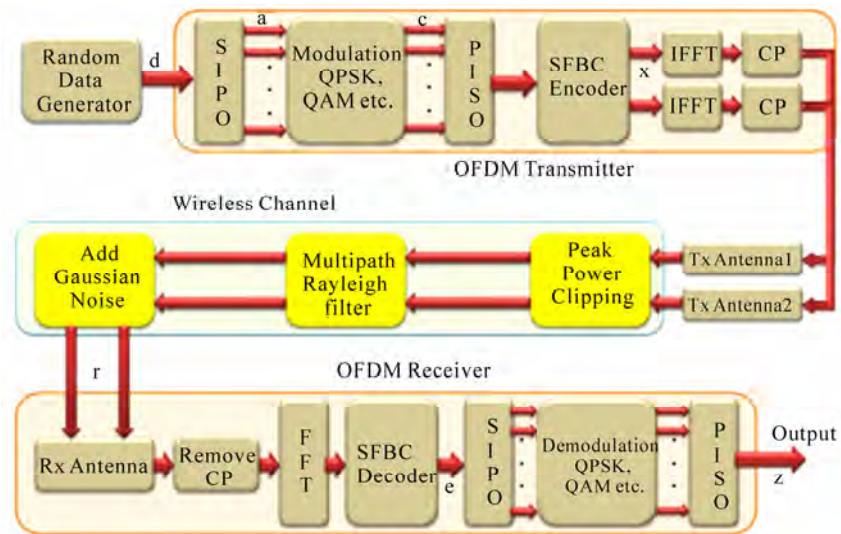 Random
Data
Generator
d
S
I
P
O
a
Modulation
QPSK,
QAM etc.
c
P
I
S
O
SFBC
Encoder
x
IFFT
CP
IFFT
CP
OFDM Transmitter
Wireless Channel
Add
Gaussian
Noise
Multipath
Rayleigh
filter
Peak
Power
Clipping
Tx Antenna1
Tx Antenna2
r
OFDM Receiver
Rx Antenna
Remove
CP
F
F
T
SFBC
Decoder
e
S
I
P
O
Demodulation
QPSK,
QAM etc.
P
I
S
O
Output
z